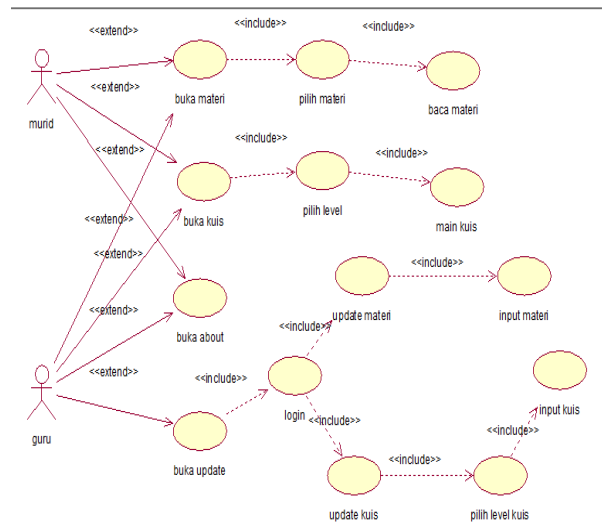 <<extend>>
<<include>>
<<include>>
murid
<<extend>>
buka materi
pilih materi
baca materi
<<extend>>
<<include>>
<<include>>
buka kuis
pilih level
main kuis
<<extend>>
<<extend>>
<<include>>
update materi
input materi
<<extend>>
buka about
<<include>>
<<extend>>
<<include>>
login
input kuis
guru
<<include>>
<<include>>
<<include>>
buka update
update kuis
pilih level kuis